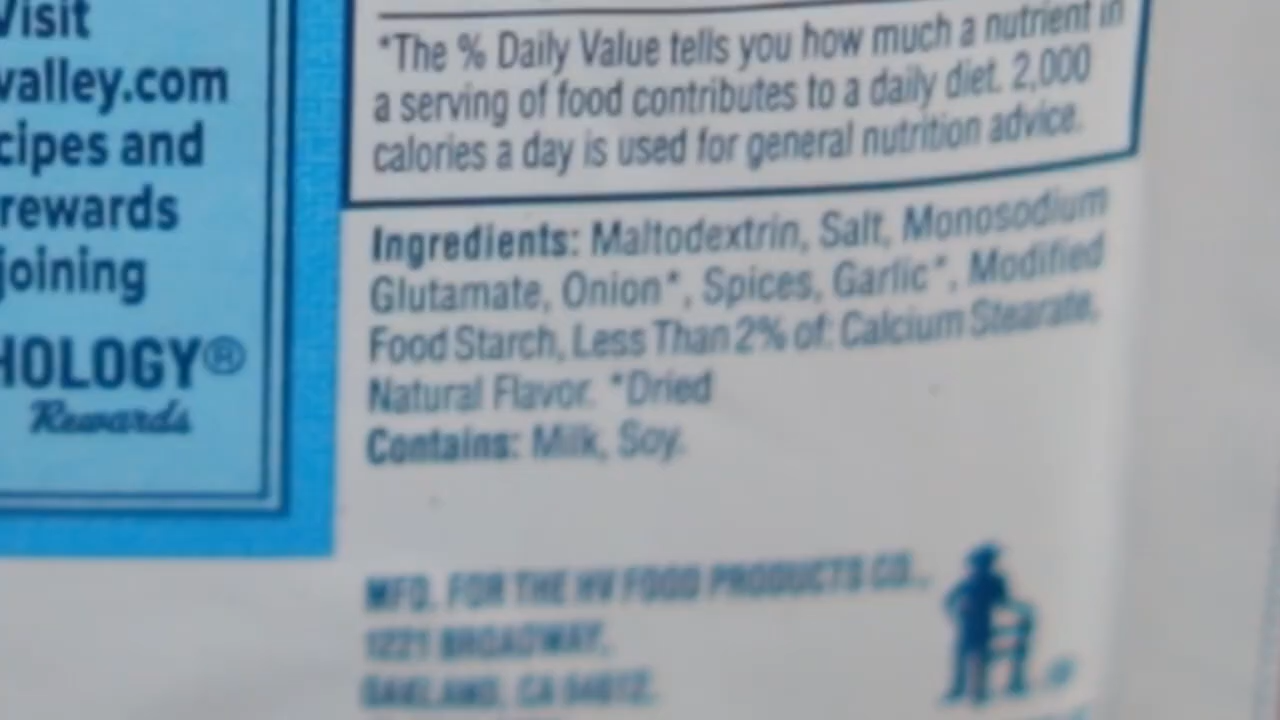 Visit
valley.com
cipes and
rewards
joining
HOLOGY®
Rewards
*The % Daily Value tells you how much a nutrient in
a serving of food contributes to a daily diet. 2,000
calories a day is used for general nutrition advice.
Ingredients: Maltodextrin, Salt, Monosodium
Glutamate, Onion*, Spices, Garlic*, Modified
Food Starch, Less Than 2% of: Calcium Stearate,
Natural Flavor. *Dried
Contains: Milk, Soy.
MFD. FOR THE HV FOOD PRODUCTS CO.,
1221 BROADWAY,
OAKLAND, CA 94612.